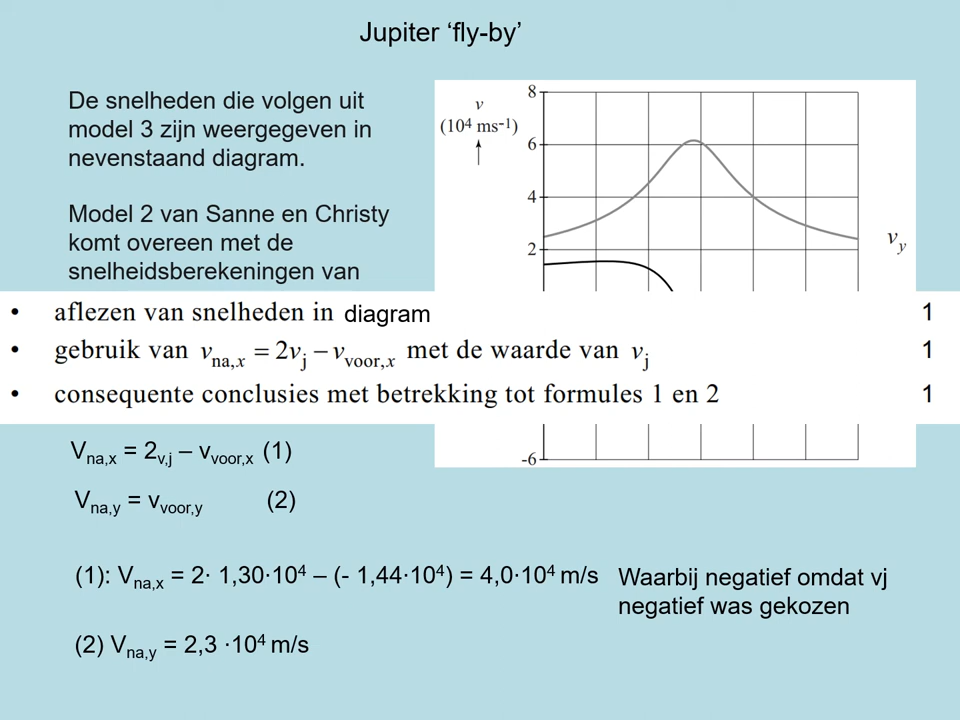 Jupiter ‘fly-by’
De snelheden die volgen uit
model 3 zijn weergegeven in
nevenstaand diagram.
Model 2 van Sanne en Christy
komt overeen met de
snelheidsberekeningen van
v
(10⁴ ms⁻¹)
8
6
4
2
v_y
-6
• aflezen van snelheden in diagram 1
• gebruik van v_na,x = 2v_j − v_voor,x met de waarde van v_j 1
• consequente conclusies met betrekking tot formules 1 en 2 1
V_na,x = 2_v,j – v_voor,x (1)
V_na,y = v_voor,y (2)
(1): V_na,x = 2· 1,30·10⁴ – (- 1,44·10⁴) = 4,0·10⁴ m/s
Waarbij negatief omdat vj
negatief was gekozen
(2) V_na,y = 2,3 ·10⁴ m/s